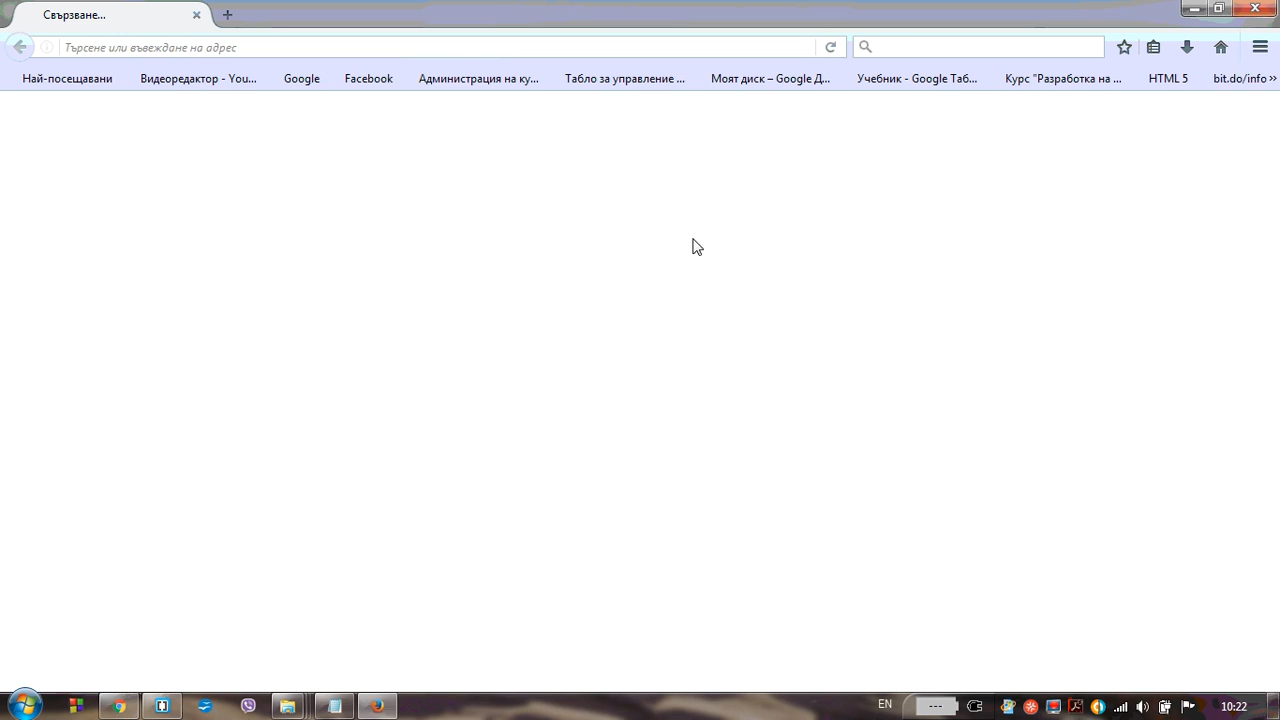 Свързване...
Търсене или въвеждане на адрес
Най-посещавани Видеоредактор - You... Google Facebook Администрация на ку... Табло за управление ... Моят диск – Google Д... Учебник - Google Таб... Курс "Разработка на ... HTML 5 bit.do/info
EN --- 10:22